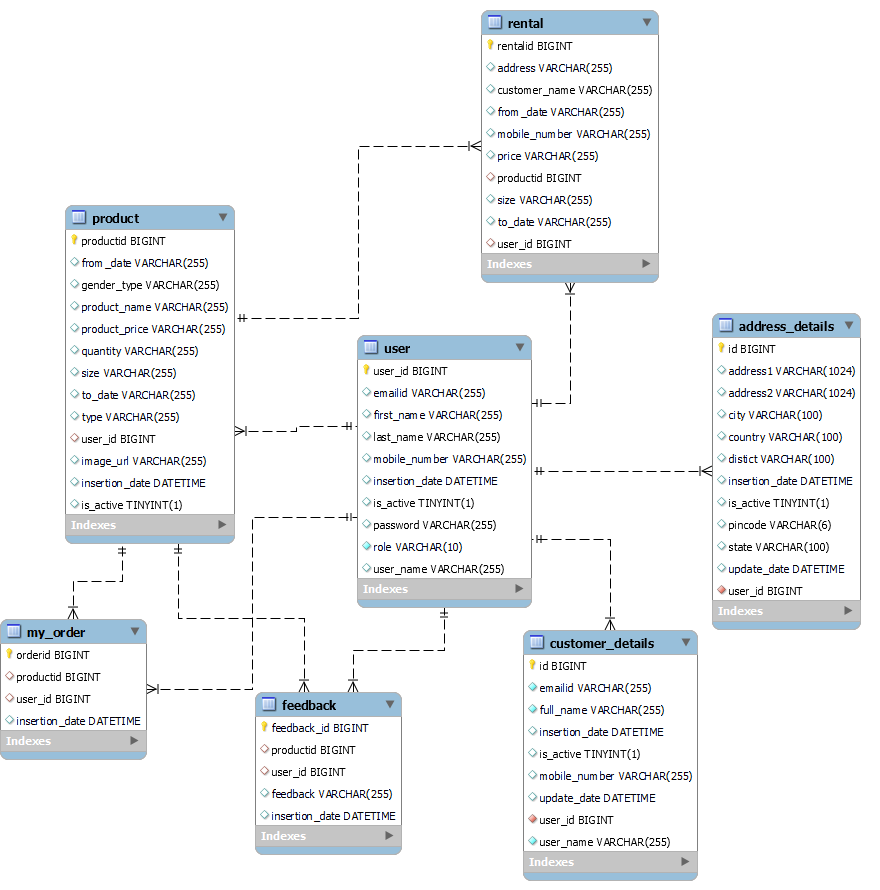 rental
rentalid BIGINT
address VARCHAR(255)
customer_name VARCHAR(255)
from_date VARCHAR(255)
mobile_number VARCHAR(255)
price VARCHAR(255)
productid BIGINT
size VARCHAR(255)
to_date VARCHAR(255)
user_id BIGINT
Indexes
product
productid BIGINT
from_date VARCHAR(255)
gender_type VARCHAR(255)
product_name VARCHAR(255)
product_price VARCHAR(255)
quantity VARCHAR(255)
size VARCHAR(255)
to_date VARCHAR(255)
type VARCHAR(255)
user_id BIGINT
image_url VARCHAR(255)
insertion_date DATETIME
is_active TINYINT(1)
Indexes
user
user_id BIGINT
emailid VARCHAR(255)
first_name VARCHAR(255)
last_name VARCHAR(255)
mobile_number VARCHAR(255)
insertion_date DATETIME
is_active TINYINT(1)
password VARCHAR(255)
role VARCHAR(10)
user_name VARCHAR(255)
Indexes
address_details
id BIGINT
address1 VARCHAR(1024)
address2 VARCHAR(1024)
city VARCHAR(100)
country VARCHAR(100)
distict VARCHAR(100)
insertion_date DATETIME
is_active TINYINT(1)
pincode VARCHAR(6)
state VARCHAR(100)
update_date DATETIME
user_id BIGINT
Indexes
my_order
orderid BIGINT
productid BIGINT
user_id BIGINT
insertion_date DATETIME
Indexes
feedback
feedback_id BIGINT
productid BIGINT
user_id BIGINT
feedback VARCHAR(255)
insertion_date DATETIME
Indexes
customer_details
id BIGINT
emailid VARCHAR(255)
full_name VARCHAR(255)
insertion_date DATETIME
is_active TINYINT(1)
mobile_number VARCHAR(255)
update_date DATETIME
user_id BIGINT
user_name VARCHAR(255)
Indexes